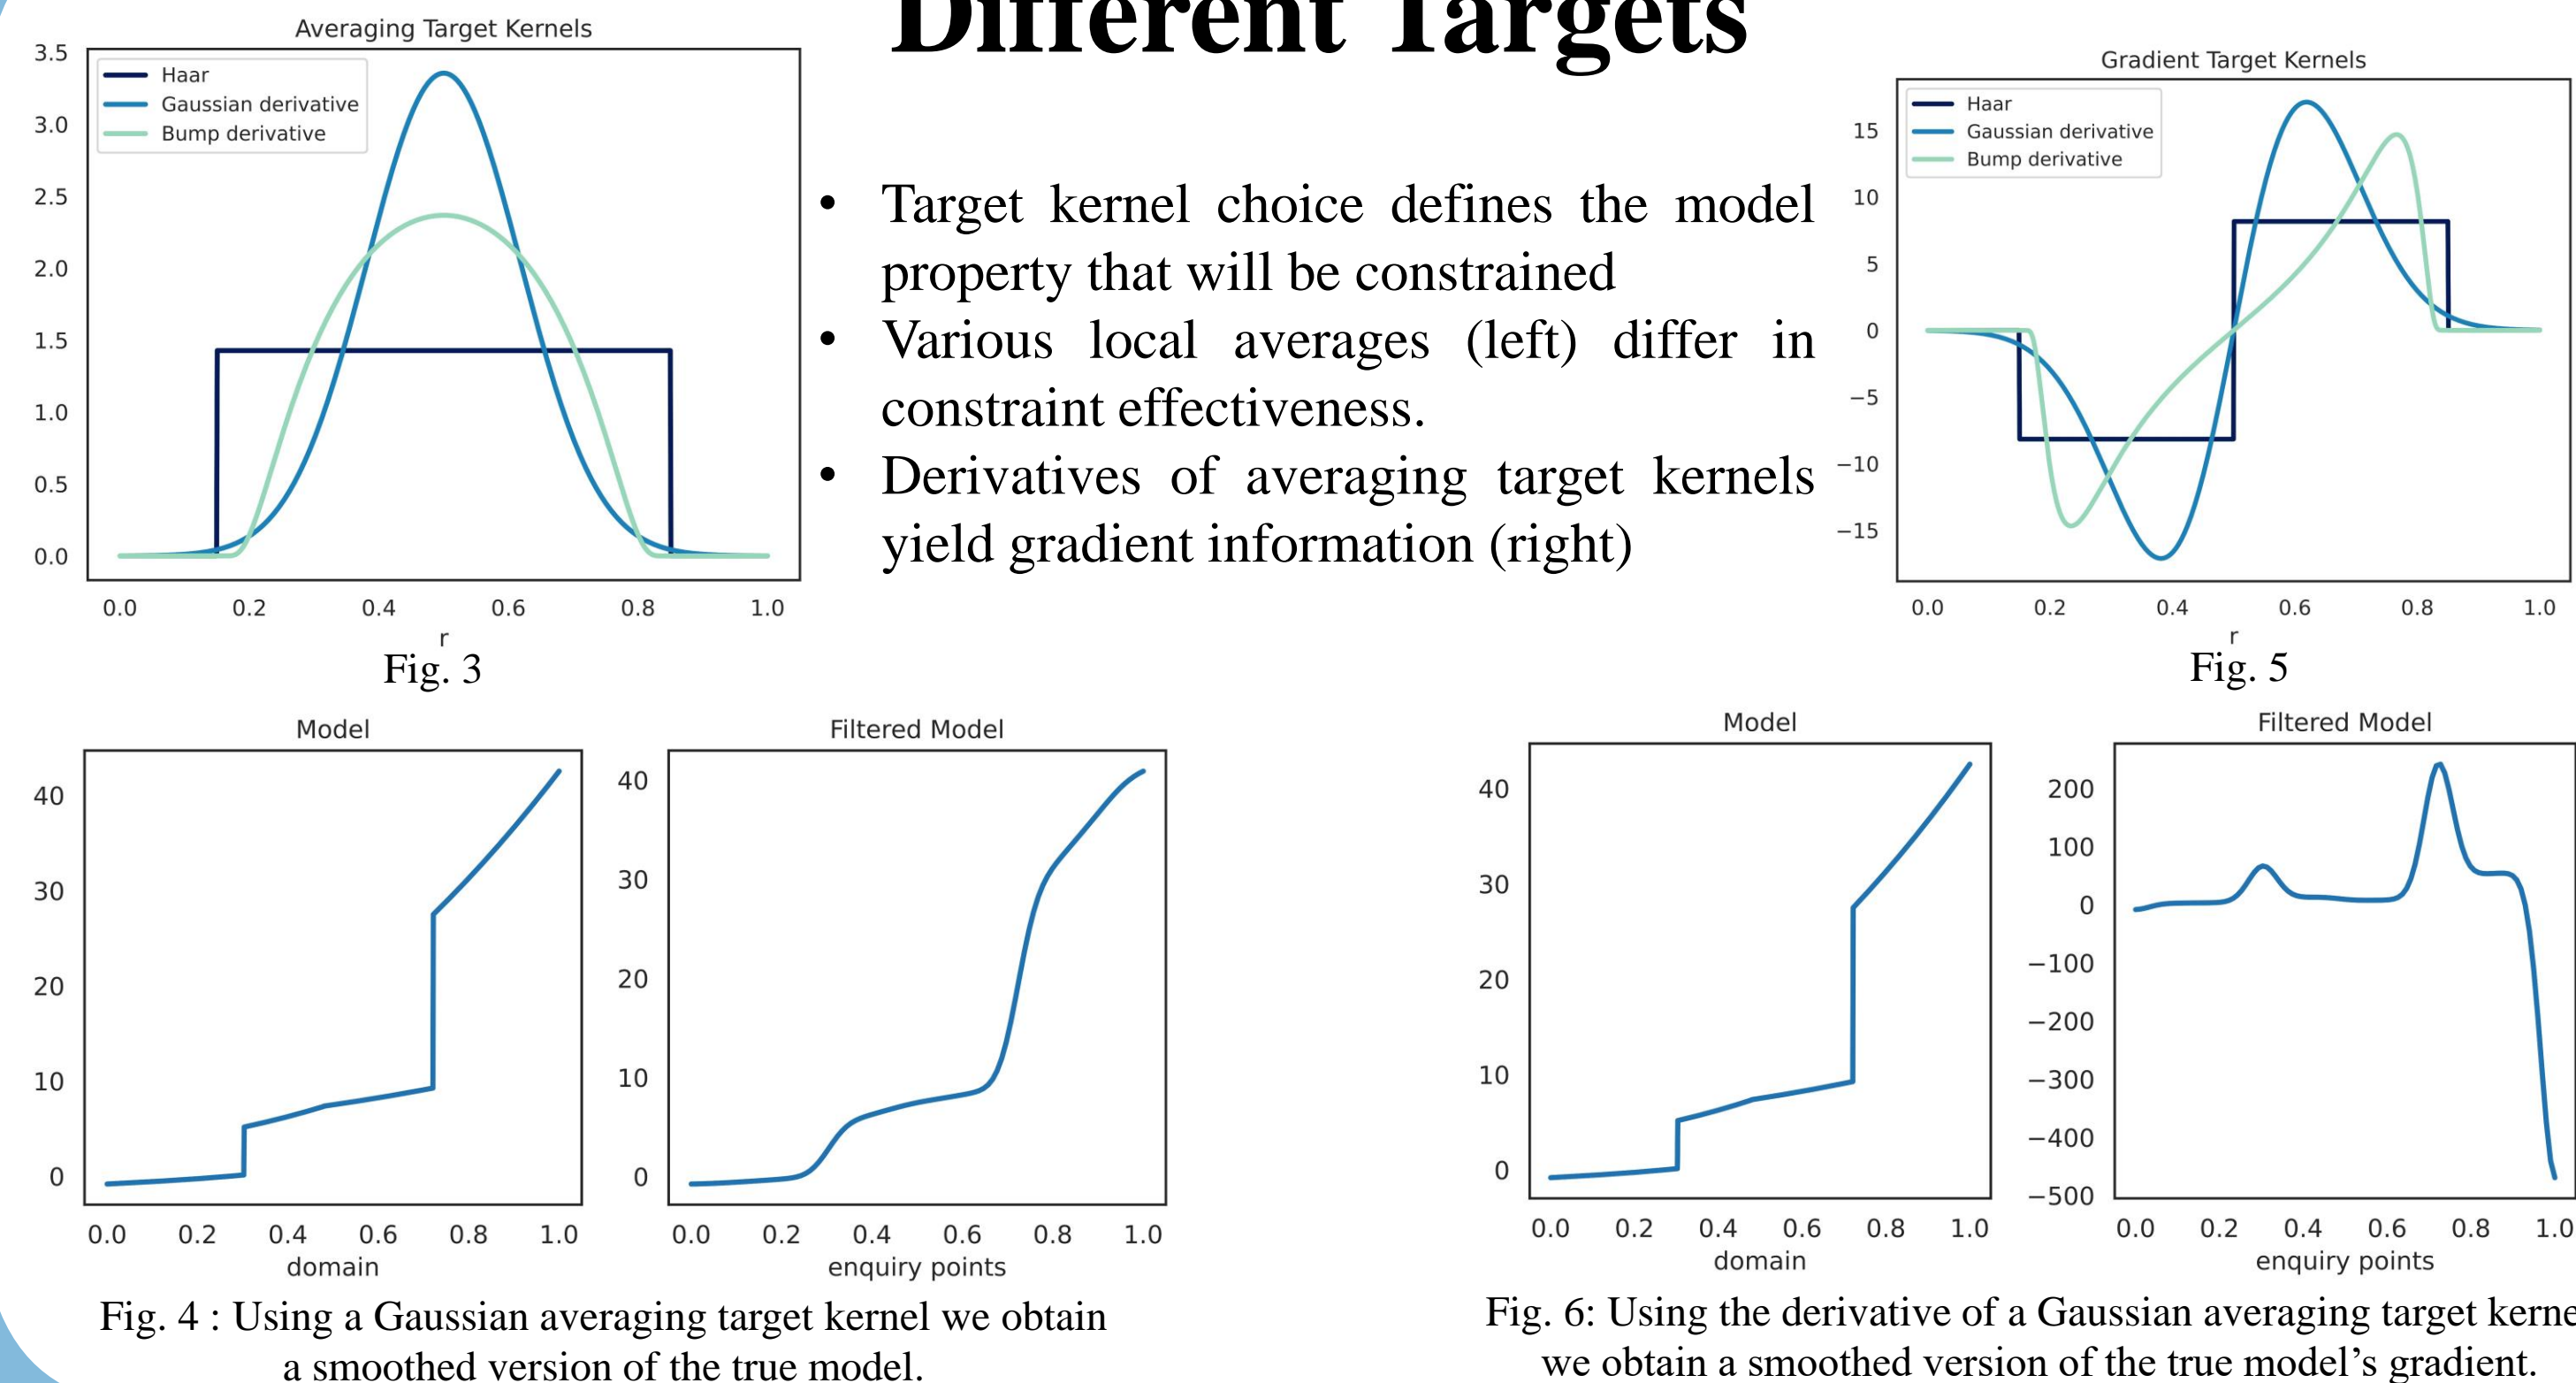 Different Targets
Averaging Target Kernels
3.5
3.0
2.5
2.0
1.5
1.0
0.5
0.0
Haar
Gaussian derivative
Bump derivative
0.0 0.2 0.4 0.6 0.8 1.0
r
Fig. 3
• Target kernel choice defines the model
property that will be constrained
• Various local averages (left) differ in
constraint effectiveness.
• Derivatives of averaging target kernels
yield gradient information (right)
Gradient Target Kernels
15
10
5
0
−5
−10
−15
Haar
Gaussian derivative
Bump derivative
0.0 0.2 0.4 0.6 0.8 1.0
r
Fig. 5
Model
40
30
20
10
0
0.0 0.2 0.4 0.6 0.8 1.0
domain
Filtered Model
40
30
20
10
0
0.0 0.2 0.4 0.6 0.8 1.0
enquiry points
Fig. 4 : Using a Gaussian averaging target kernel we obtain
a smoothed version of the true model.
Model
40
30
20
10
0
0.0 0.2 0.4 0.6 0.8 1.0
domain
Filtered Model
200
100
0
−100
−200
−300
−400
−500
0.0 0.2 0.4 0.6 0.8 1.0
enquiry points
Fig. 6: Using the derivative of a Gaussian averaging target kerne
we obtain a smoothed version of the true model’s gradient.